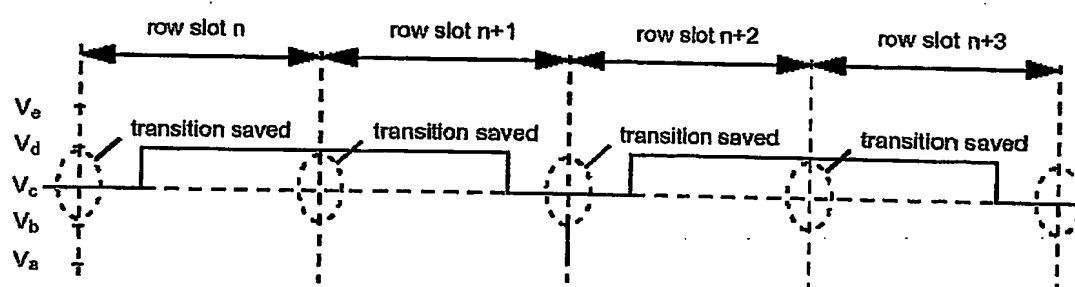 row slot n
row slot n+1
row slot n+2
row slot n+3
Ve
transition saved
transition saved
transition saved
transition saved
Vd
Vc
Vb
Va